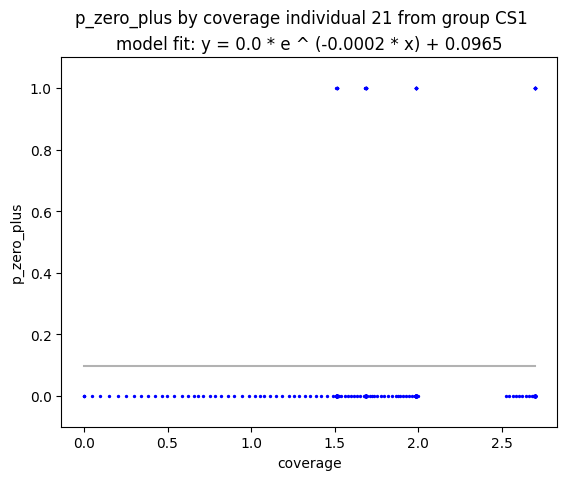 p_zero_plus by coverage individual 21 from group CS1
model fit: y = 0.0 * e ^ (-0.0002 * x) + 0.0965
1.0
0.8
0.6
0.4
0.2
0.0
p_zero_plus
0.0 0.5 1.0 1.5 2.0 2.5
coverage